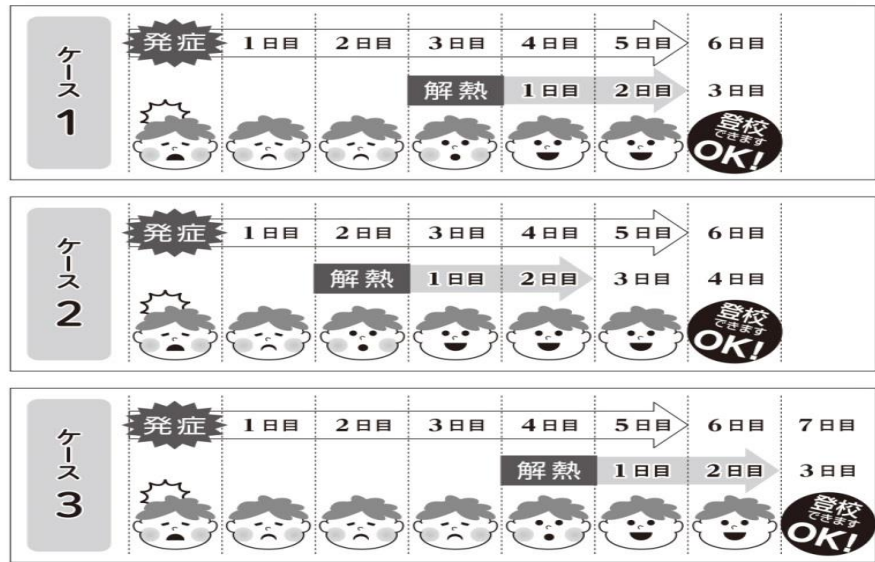 ケース1
発症 1日目 2日目 3日目 4日目 5日目 6日目
解熱 1日目 2日目 3日目
登校
できます
OK!
ケース2
発症 1日目 2日目 3日目 4日目 5日目 6日目
解熱 1日目 2日目 3日目 4日目
登校
できます
OK!
ケース3
発症 1日目 2日目 3日目 4日目 5日目 6日目 7日目
解熱 1日目 2日目 3日目
登校
できます
OK!